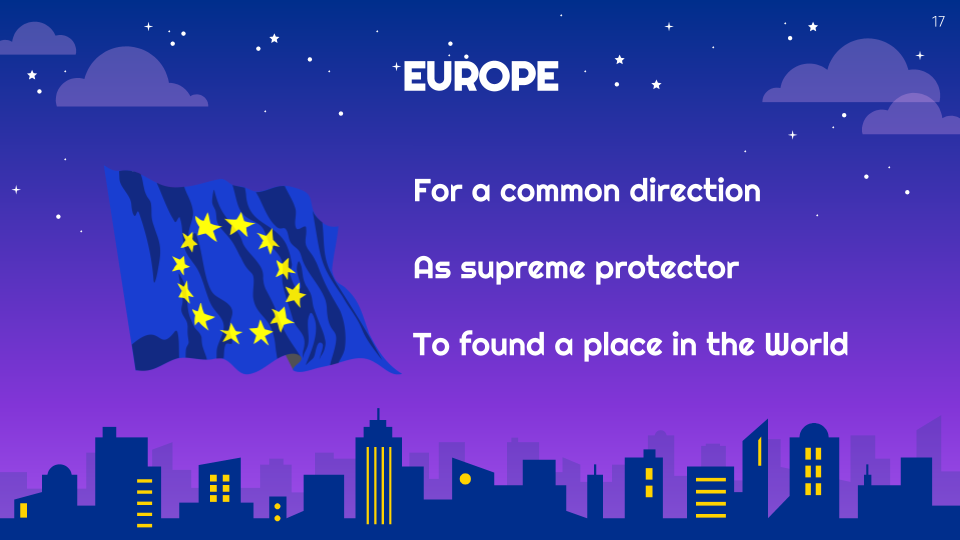 17
EUROPE
For a common direction
As supreme protector
To found a place in the World